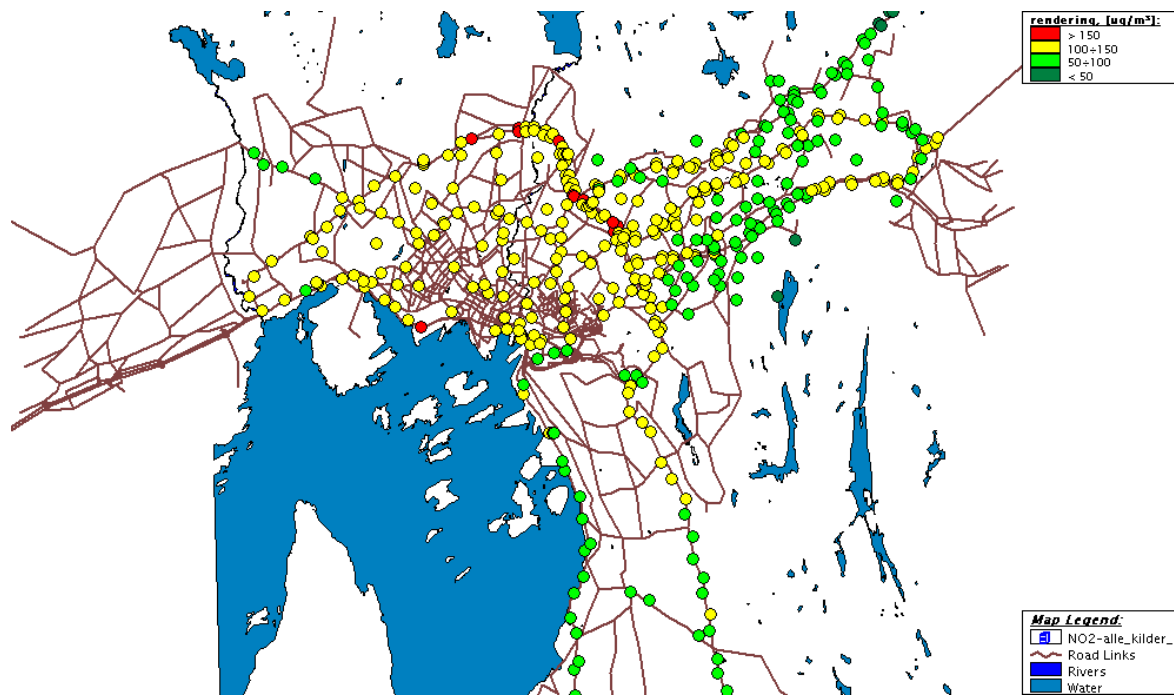 rendering, [ug/m³]:
> 150
100÷150
50÷100
< 50
Map Legend:
NO2-alle_kilder_
Road Links
Rivers
Water